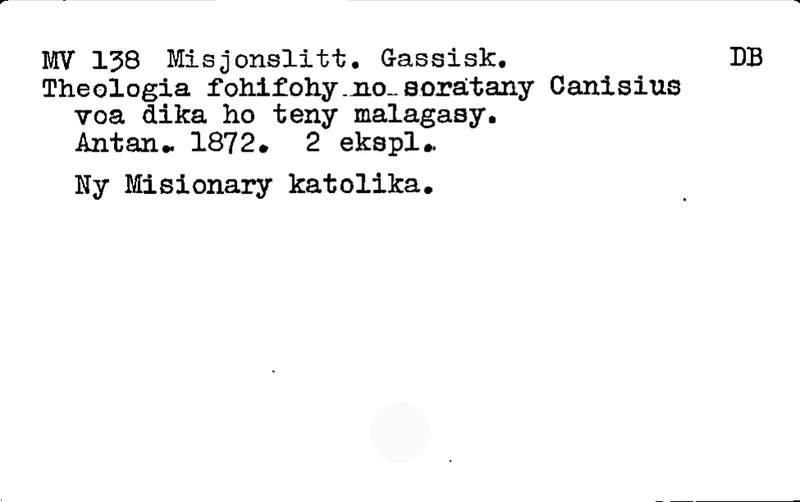 MV 138 Misjonslitt. Gassisk. DB
Theologia fohifohy no soratany Canisius
voa dika ho teny malagasy.
Antan. 1872. 2 ekspl.
Ny Misionary katolika.